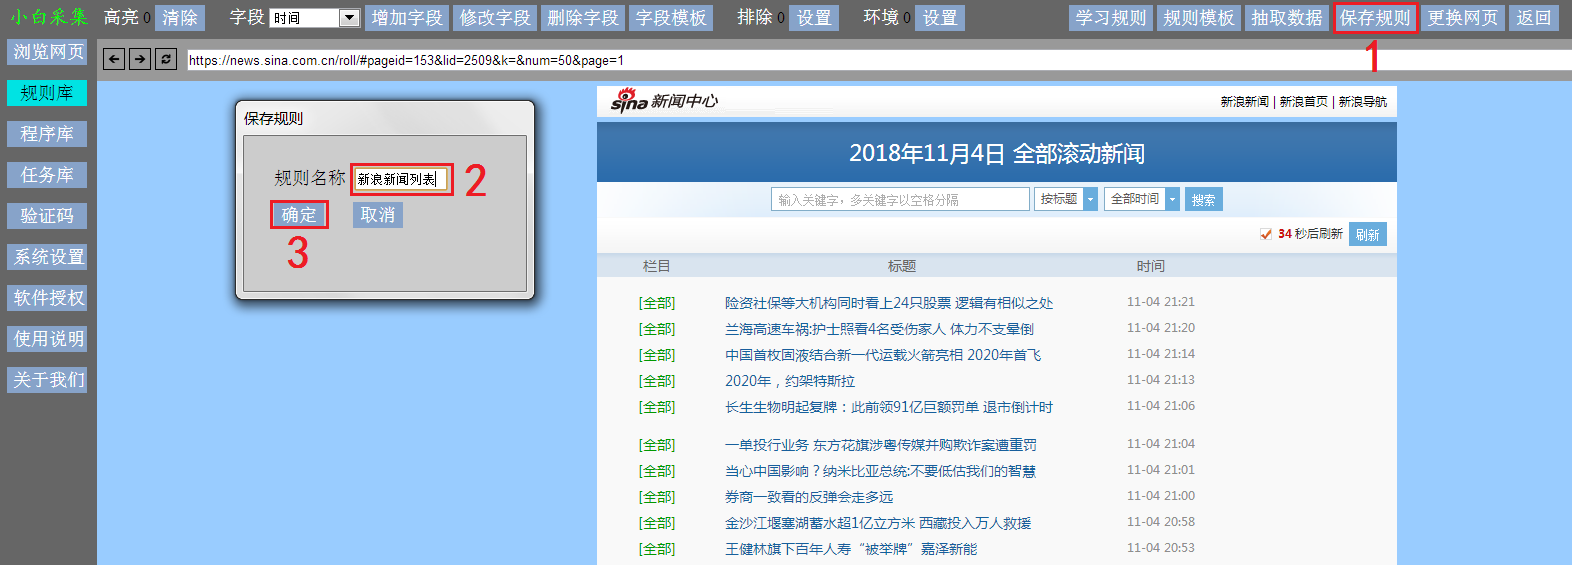 小白采集 高亮 0 清除 字段 时间 增加字段 修改字段 删除字段 字段模板 排除 0 设置 环境 0 设置 学习规则 规则模板 抽取数据 保存规则 更换网页 返回
1
浏览网页
规则库
程序库
任务库
验证码
系统设置
软件授权
使用说明
关于我们
https://news.sina.com.cn/roll/#pageid=153&lid=2509&k=&num=50&page=1
保存规则
规则名称 新浪新闻列表 2
确定 取消
3
sina 新闻中心 新浪新闻 | 新浪首页 | 新浪导航
2018年11月4日 全部滚动新闻
输入关键字，多关键字以空格分隔 按标题 全部时间 搜索
34 秒后刷新 刷新
栏目 标题 时间
[全部] 险资社保等大机构同时看上24只股票 逻辑有相似之处 11-04 21:21
[全部] 兰海高速车祸:护士照看4名受伤家人 体力不支晕倒 11-04 21:20
[全部] 中国首枚固液结合新一代运载火箭亮相 2020年首飞 11-04 21:14
[全部] 2020年，约架特斯拉 11-04 21:13
[全部] 长生生物明起复牌：此前领91亿巨额罚单 退市倒计时 11-04 21:06
[全部] 一单投行业务 东方花旗涉粤传媒并购欺诈案遭重罚 11-04 21:04
[全部] 当心中国影响？纳米比亚总统:不要低估我们的智慧 11-04 21:01
[全部] 券商一致看的反弹会走多远 11-04 21:00
[全部] 金沙江堰塞湖蓄水超1亿立方米 西藏投入万人救援 11-04 20:58
[全部] 王健林旗下百年人寿“被举牌”嘉泽新能 11-04 20:53